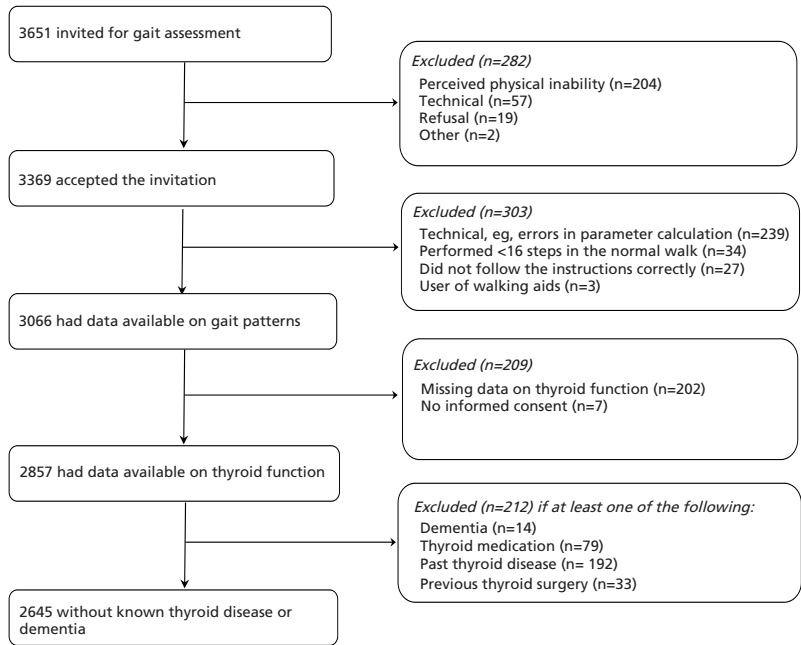 3651 invited for gait assessment
Excluded (n=282)
Perceived physical inability (n=204)
Technical (n=57)
Refusal (n=19)
Other (n=2)
3369 accepted the invitation
Excluded (n=303)
Technical, eg, errors in parameter calculation (n=239)
Performed <16 steps in the normal walk (n=34)
Did not follow the instructions correctly (n=27)
User of walking aids (n=3)
3066 had data available on gait patterns
Excluded (n=209)
Missing data on thyroid function (n=202)
No informed consent (n=7)
2857 had data available on thyroid function
Excluded (n=212) if at least one of the following:
Dementia (n=14)
Thyroid medication (n=79)
Past thyroid disease (n= 192)
Previous thyroid surgery (n=33)
2645 without known thyroid disease or
dementia